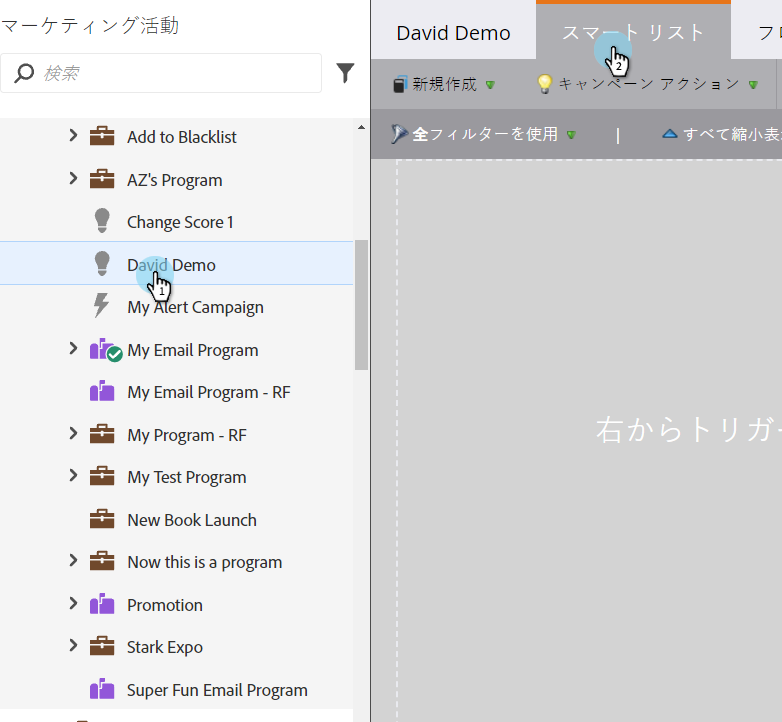 マーケティング活動
検索
Add to Blacklist
AZ's Program
Change Score 1
David Demo
1
My Alert Campaign
My Email Program
My Email Program - RF
My Program - RF
My Test Program
New Book Launch
Now this is a program
Promotion
Stark Expo
Super Fun Email Program
David Demo
スマート リスト
2
フロ
新規作成
キャンペーン アクション
全フィルターを使用
|
すべて縮小表
右からトリガ